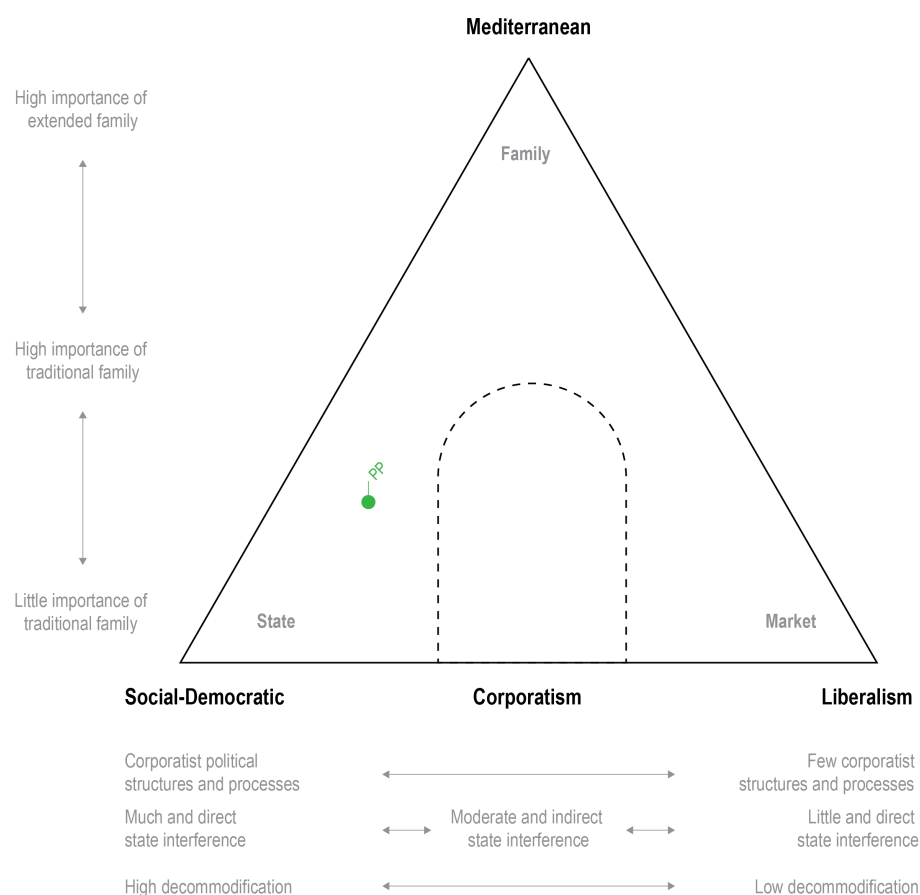 Mediterranean
High importance of
extended family
Family
High importance of
traditional family
PP
Little importance of
traditional family
State
Market
Social-Democratic
Corporatism
Liberalism
Corporatist political
structures and processes
Few corporatist
structures and processes
Much and direct
state interference
Moderate and indirect
state interference
Little and direct
state interference
High decommodification
Low decommodification